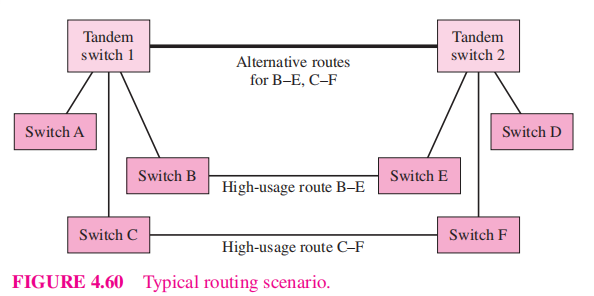 Tandem
switch 1
Tandem
switch 2
Alternative routes
for B–E, C–F
Switch A
Switch D
Switch B
High-usage route B–E
Switch E
Switch C
High-usage route C–F
Switch F
FIGURE 4.60 Typical routing scenario.